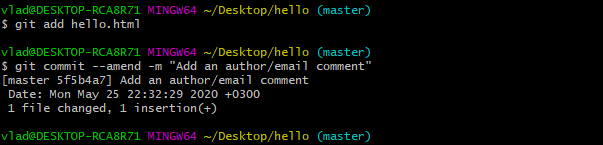 vlad@DESKTOP-RCA8R71 MINGW64 ~/Desktop/hello (master)
$ git add hello.html
vlad@DESKTOP-RCA8R71 MINGW64 ~/Desktop/hello (master)
$ git commit --amend -m "Add an author/email comment"
[master 5f5b4a7] Add an author/email comment
 Date: Mon May 25 22:32:29 2020 +0300
 1 file changed, 1 insertion(+)
vlad@DESKTOP-RCA8R71 MINGW64 ~/Desktop/hello (master)